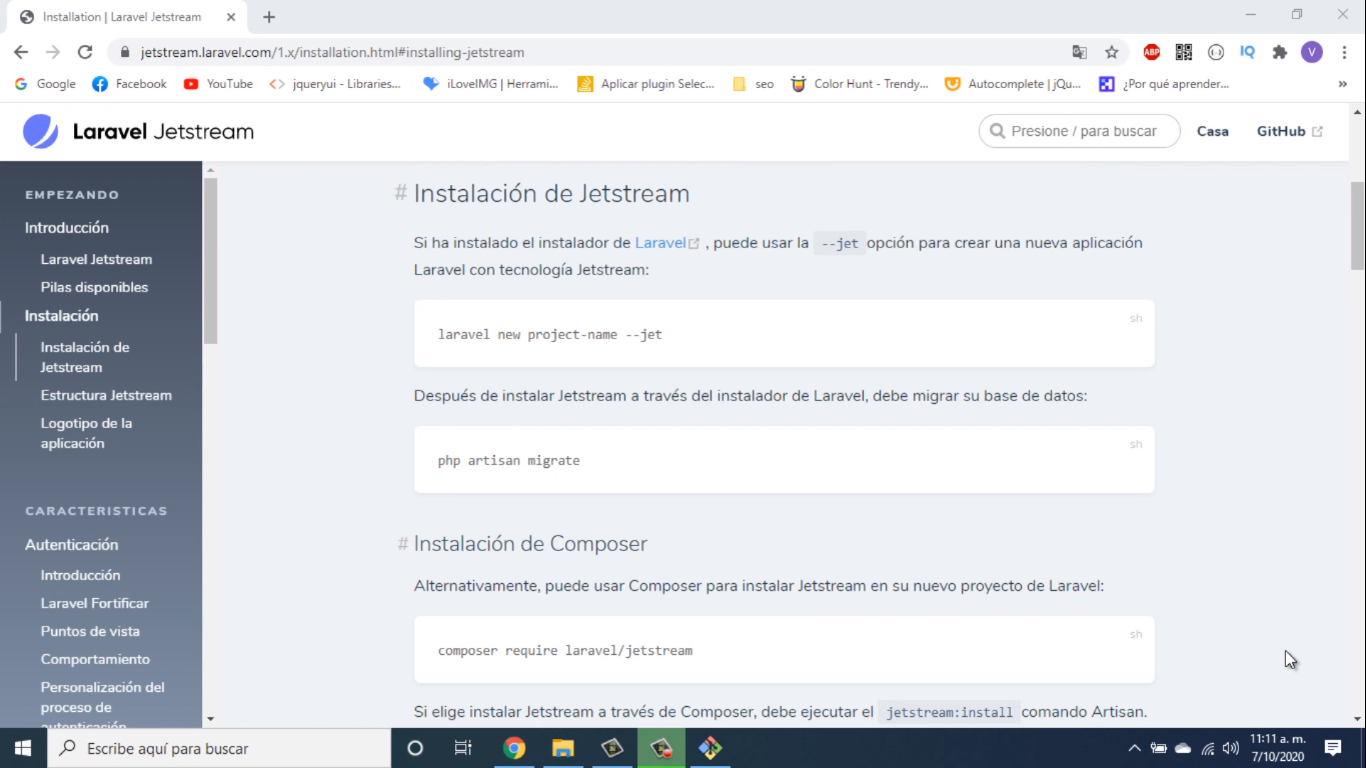 Installation | Laravel Jetstream
jetstream.laravel.com/1.x/installation.html#installing-jetstream
ABP
IQ
V
Google
Facebook
YouTube
jqueryui - Libraries...
iLoveIMG | Herrami...
Aplicar plugin Selec...
seo
Color Hunt - Trendy...
Autocomplete | jQu...
¿Por qué aprender...
»
Laravel Jetstream
Presione / para buscar
Casa
GitHub
EMPEZANDO
Introducción
Laravel Jetstream
Pilas disponibles
Instalación
Instalación de
Jetstream
Estructura Jetstream
Logotipo de la
aplicación
CARACTERISTICAS
Autenticación
Introducción
Laravel Fortificar
Puntos de vista
Comportamiento
Personalización del
proceso de
autenticación
# Instalación de Jetstream
Si ha instalado el instalador de Laravel , puede usar la --jet opción para crear una nueva aplicación
Laravel con tecnología Jetstream:
sh
laravel new project-name --jet
Después de instalar Jetstream a través del instalador de Laravel, debe migrar su base de datos:
sh
php artisan migrate
# Instalación de Composer
Alternativamente, puede usar Composer para instalar Jetstream en su nuevo proyecto de Laravel:
sh
composer require laravel/jetstream
Si elige instalar Jetstream a través de Composer, debe ejecutar el jetstream:install comando Artisan.
Escribe aquí para buscar
11:11 a. m.
7/10/2020